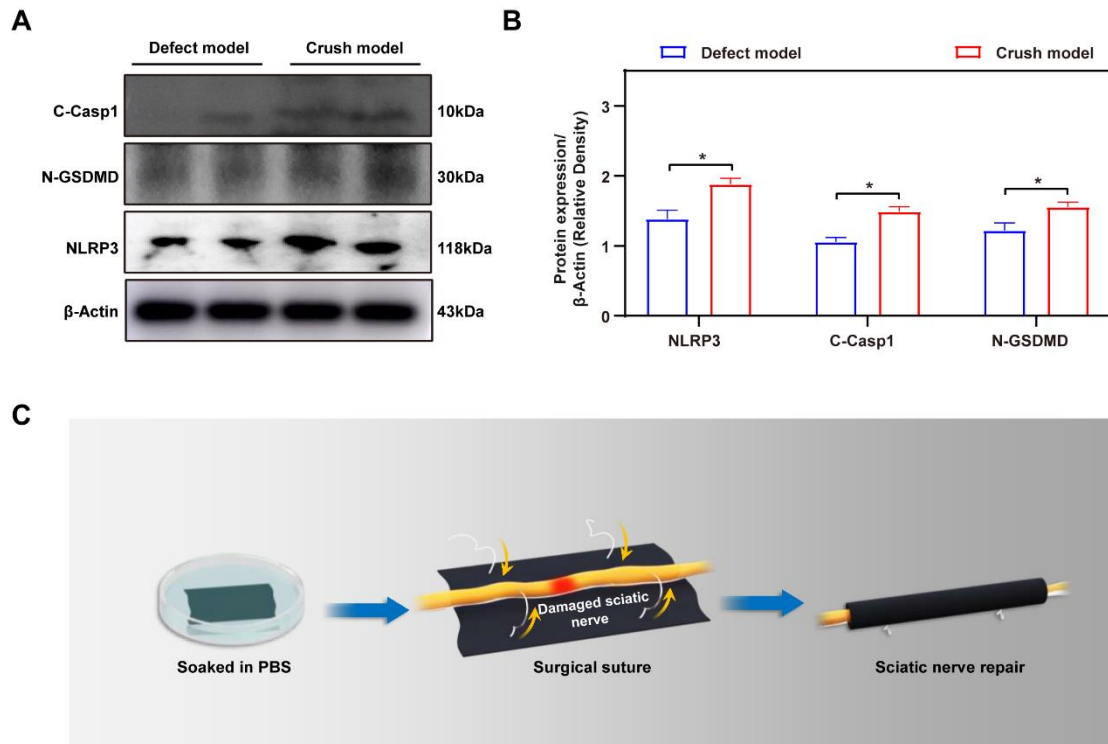 A
Defect model Crush model
C-Casp1 10kDa
N-GSDMD 30kDa
NLRP3 118kDa
β-Actin 43kDa
B
Defect model Crush model
Protein expression/
β-Actin (Relative Density)
3
2
1
0
* * *
NLRP3 C-Casp1 N-GSDMD
C
Damaged sciatic
nerve
Soaked in PBS Surgical suture Sciatic nerve repair